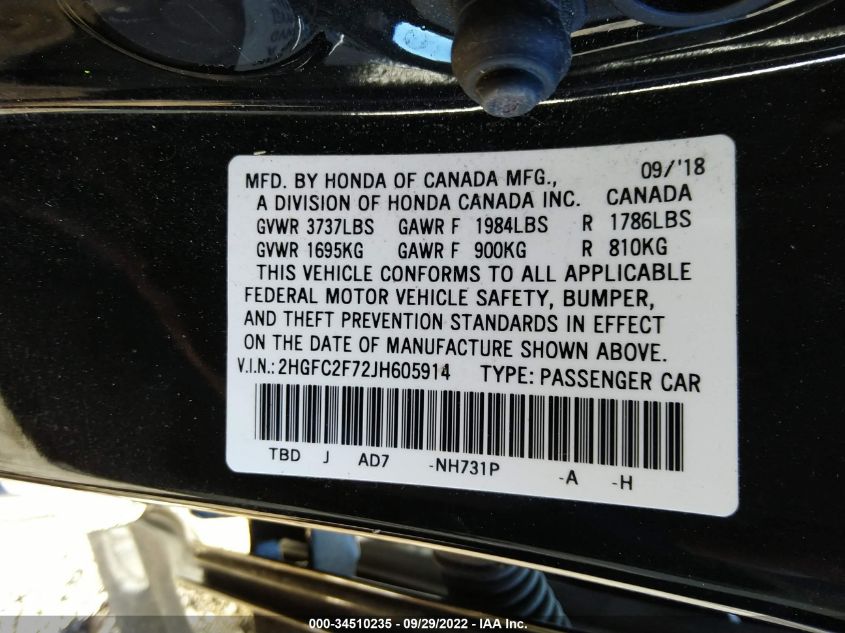 MFD. BY HONDA OF CANADA MFG., 09/'18
A DIVISION OF HONDA CANADA INC. CANADA
GVWR 3737LBS GAWR F 1984LBS R 1786LBS
GVWR 1695KG GAWR F 900KG R 810KG
THIS VEHICLE CONFORMS TO ALL APPLICABLE
FEDERAL MOTOR VEHICLE SAFETY, BUMPER,
AND THEFT PREVENTION STANDARDS IN EFFECT
ON THE DATE OF MANUFACTURE SHOWN ABOVE.
V.I.N.: 2HGFC2F72JH605914 TYPE: PASSENGER CAR
TBD J AD7 -NH731P -A -H
000-34510235 - 09/29/2022 - IAA Inc.